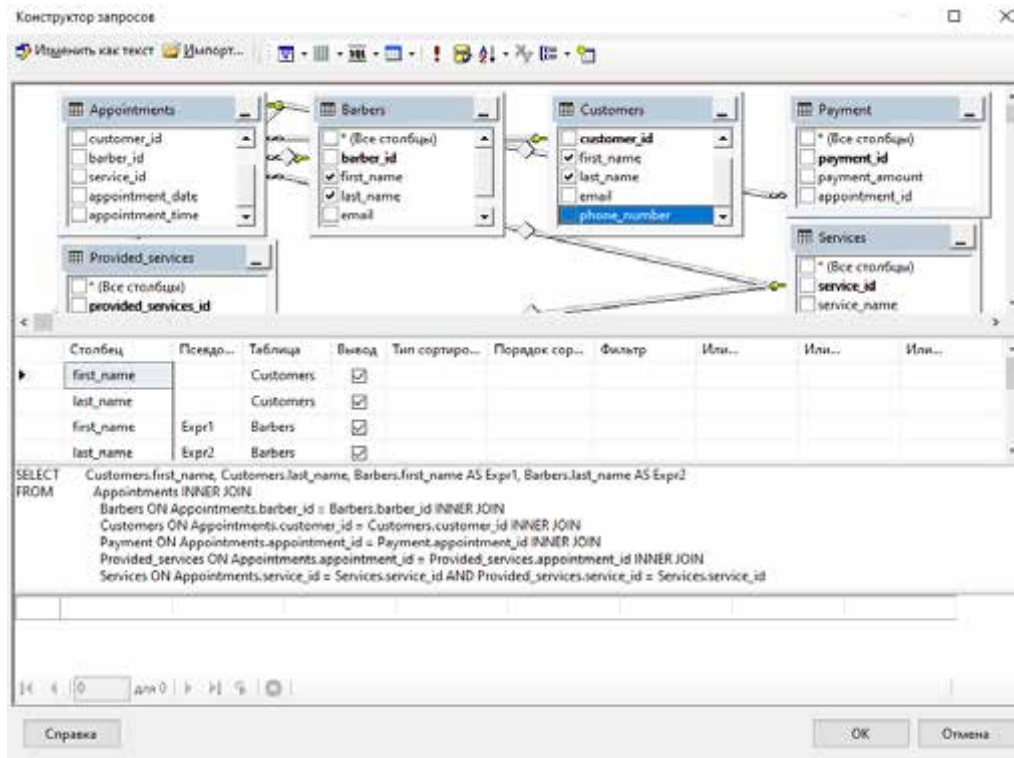 Конструктор запросов
Изменить как текст Импорт...
Appointments
customer_id
barber_id
service_id
appointment_date
appointment_time
Barbers
* (Все столбцы)
barber_id
first_name
last_name
email
Customers
customer_id
first_name
last_name
email
phone_number
Payment
* (Все столбцы)
payment_id
payment_amount
appointment_id
Provided_services
* (Все столбцы)
provided_services_id
Services
* (Все столбцы)
service_id
service_name
Столбец Псевдо... Таблица Вывод Тип сортиро... Порядок сор... Фильтр Или... Или... Или...
first_name Customers
last_name Customers
first_name Expr1 Barbers
last_name Expr2 Barbers
SELECT Customers.first_name, Customers.last_name, Barbers.first_name AS Expr1, Barbers.last_name AS Expr2
FROM Appointments INNER JOIN
Barbers ON Appointments.barber_id = Barbers.barber_id INNER JOIN
Customers ON Appointments.customer_id = Customers.customer_id INNER JOIN
Payment ON Appointments.appointment_id = Payment.appointment_id INNER JOIN
Provided_services ON Appointments.appointment_id = Provided_services.appointment_id INNER JOIN
Services ON Appointments.service_id = Services.service_id AND Provided_services.service_id = Services.service_id
0 для 0
Справка ОК Отмена